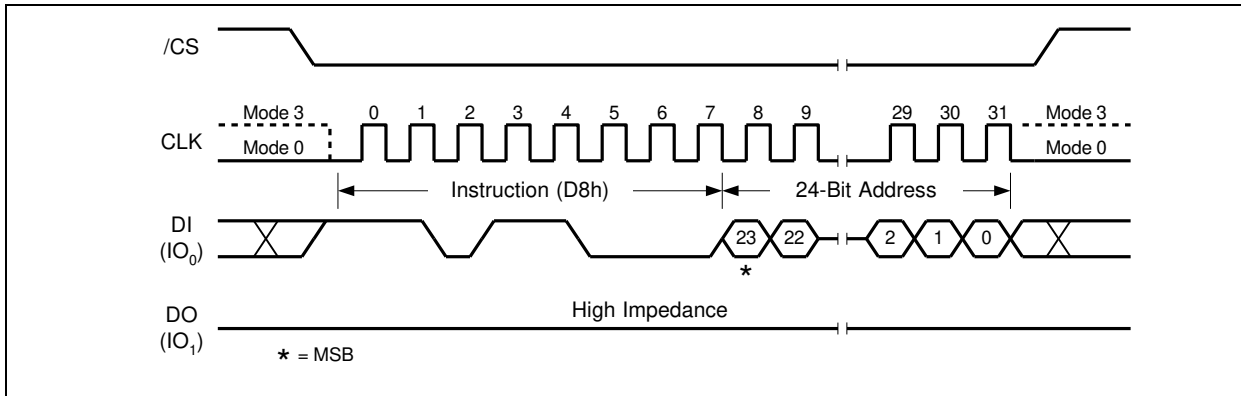 /CS
Mode 3 0 1 2 3 4 5 6 7 8 9 29 30 31 Mode 3
CLK Mode 0 Mode 0
Instruction (D8h) 24-Bit Address
DI
(IO0) 23 22 2 1 0
*
High Impedance
DO
(IO1)
* = MSB